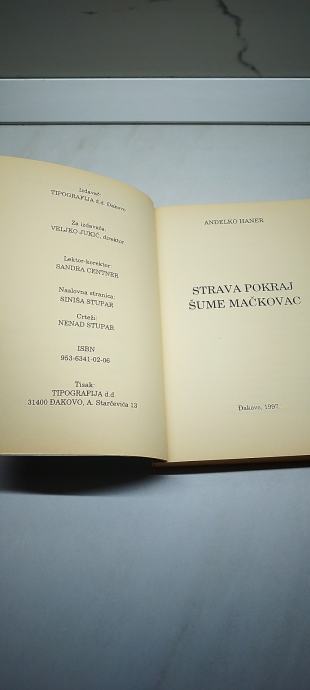 Izdavač:
TIPOGRAFIJA d.d. Đakovo
Za izdavača:
VELJKO JUKIĆ, direktor
Lektor-korektor:
SANDRA CENTNER
Naslovna stranica:
SINIŠA STUPAR
Crteži:
NENAD STUPAR
ISBN
953-6341-02-06
Tisak:
TIPOGRAFIJA d.d.
31400 ĐAKOVO, A. Starčevića 13
ANĐELKO HANER
STRAVA POKRAJ
ŠUME MAČKOVAC
Đakovo, 1997.